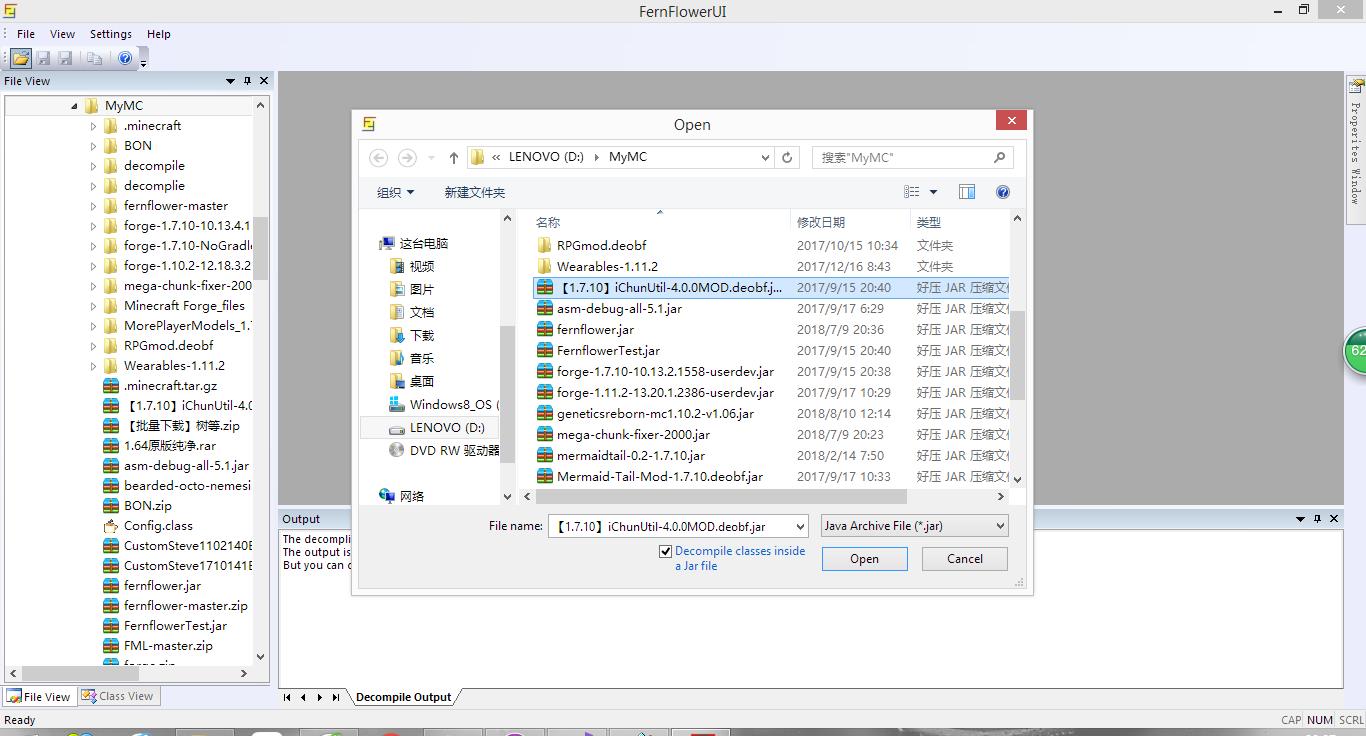 FernFlowerUI
File View Settings Help
File View
MyMC
.minecraft
BON
decompile
decomplie
fernflower-master
forge-1.7.10-10.13.4.1
forge-1.7.10-NoGradle
forge-1.10.2-12.18.3.2
mega-chunk-fixer-200
Minecraft Forge_files
MorePlayerModels_1.7
RPGmod.deobf
Wearables-1.11.2
.minecraft.tar.gz
【1.7.10】iChunUtil-4.0
【批量下载】树等.zip
1.64原版纯净.rar
asm-debug-all-5.1.jar
bearded-octo-nemesi
BON.zip
Config.class
CustomSteve1102140
CustomSteve1710141
fernflower.jar
fernflower-master.zip
FernflowerTest.jar
FML-master.zip
forge.zip
File View Class View
Ready
Open
« LENOVO (D:) MyMC
搜索"MyMC"
组织 新建文件夹
这台电脑
视频
图片
文档
下载
音乐
桌面
Windows8_OS (
LENOVO (D:)
DVD RW 驱动器
网络
名称 修改日期 类型
RPGmod.deobf 2017/10/15 10:34 文件夹
Wearables-1.11.2 2017/12/16 8:43 文件夹
【1.7.10】iChunUtil-4.0.0MOD.deobf.j... 2017/9/15 20:40 好压 JAR 压缩文件
asm-debug-all-5.1.jar 2017/9/17 6:29 好压 JAR 压缩文件
fernflower.jar 2018/7/9 20:36 好压 JAR 压缩文件
FernflowerTest.jar 2017/9/15 20:40 好压 JAR 压缩文件
forge-1.7.10-10.13.2.1558-userdev.jar 2017/9/15 20:38 好压 JAR 压缩文件
forge-1.11.2-13.20.1.2386-userdev.jar 2017/9/17 10:29 好压 JAR 压缩文件
geneticsreborn-mc1.10.2-v1.06.jar 2018/8/10 12:14 好压 JAR 压缩文件
mega-chunk-fixer-2000.jar 2018/7/9 20:23 好压 JAR 压缩文件
mermaidtail-0.2-1.7.10.jar 2018/2/14 7:50 好压 JAR 压缩文件
Mermaid-Tail-Mod-1.7.10.deobf.jar 2017/9/17 10:33 好压 JAR 压缩文件
File name: 【1.7.10】iChunUtil-4.0.0MOD.deobf.jar Java Archive File (*.jar)
Decompile classes inside
a Jar file
Open Cancel
Output
The decompil
The output is
But you can
Decompile Output
Properites Window
62
CAP NUM SCRL